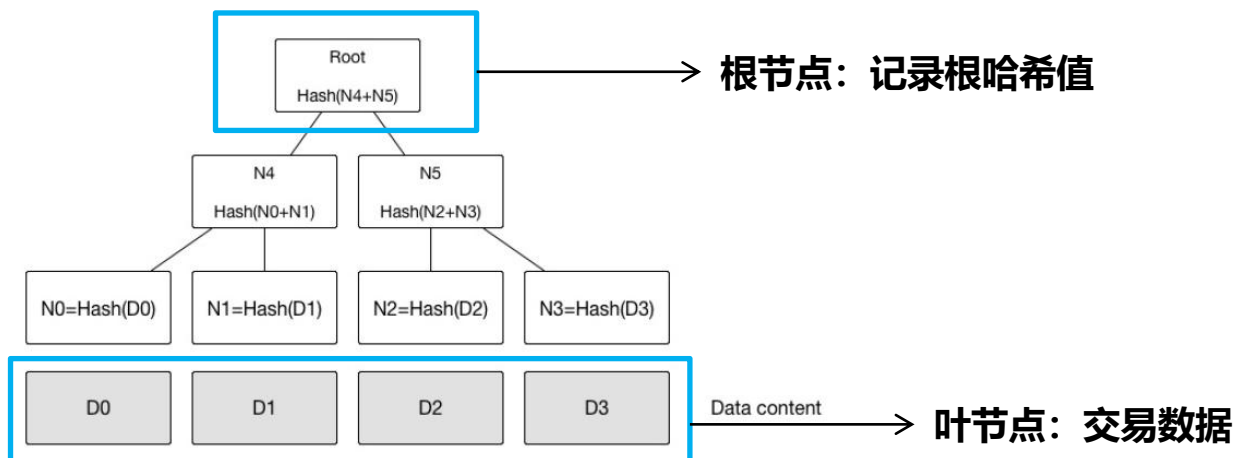 Root
Hash(N4+N5)
根节点：记录根哈希值
N4
Hash(N0+N1)
N5
Hash(N2+N3)
N0=Hash(D0)
N1=Hash(D1)
N2=Hash(D2)
N3=Hash(D3)
D0
D1
D2
D3
Data content
叶节点：交易数据